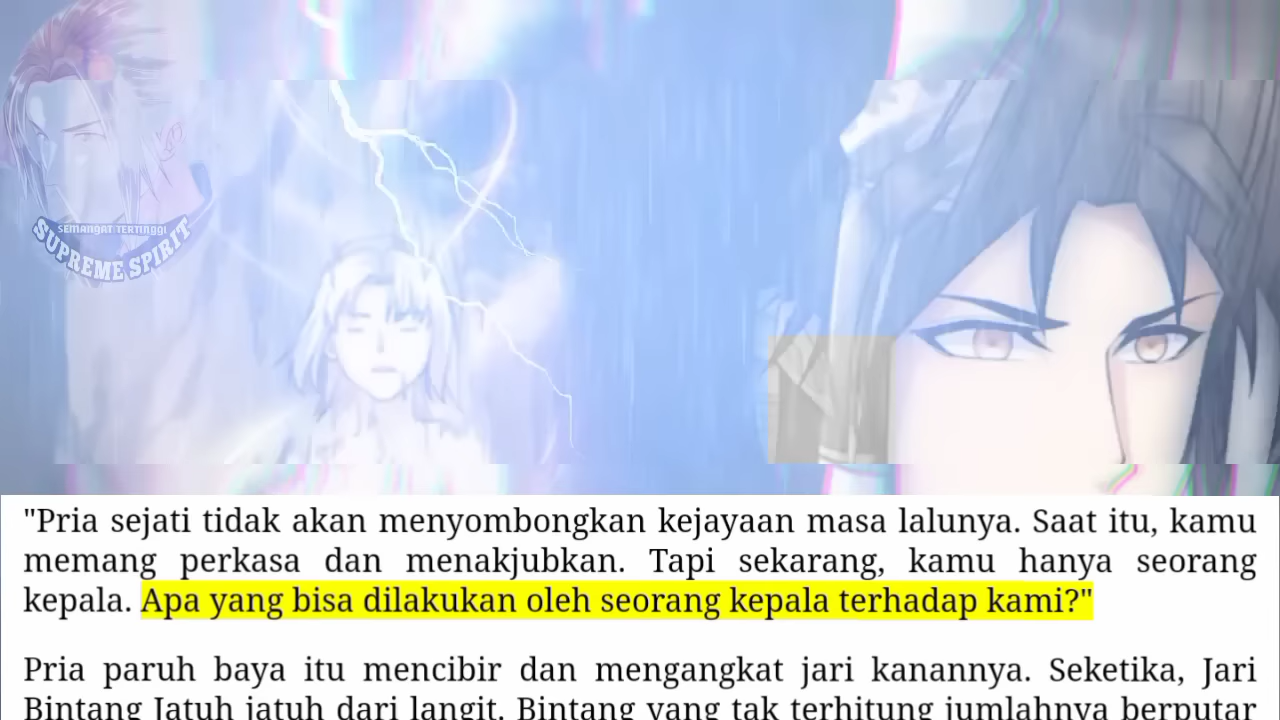 SEMANGAT TERTINGGI
SUPREME SPIRIT
"Pria sejati tidak akan menyombongkan kejayaan masa lalunya. Saat itu, kamu
memang perkasa dan menakjubkan. Tapi sekarang, kamu hanya seorang
kepala. Apa yang bisa dilakukan oleh seorang kepala terhadap kami?"
Pria paruh baya itu mencibir dan mengangkat jari kanannya. Seketika, Jari
Bintang Jatuh jatuh dari langit. Bintang yang tak terhitung jumlahnya berputar